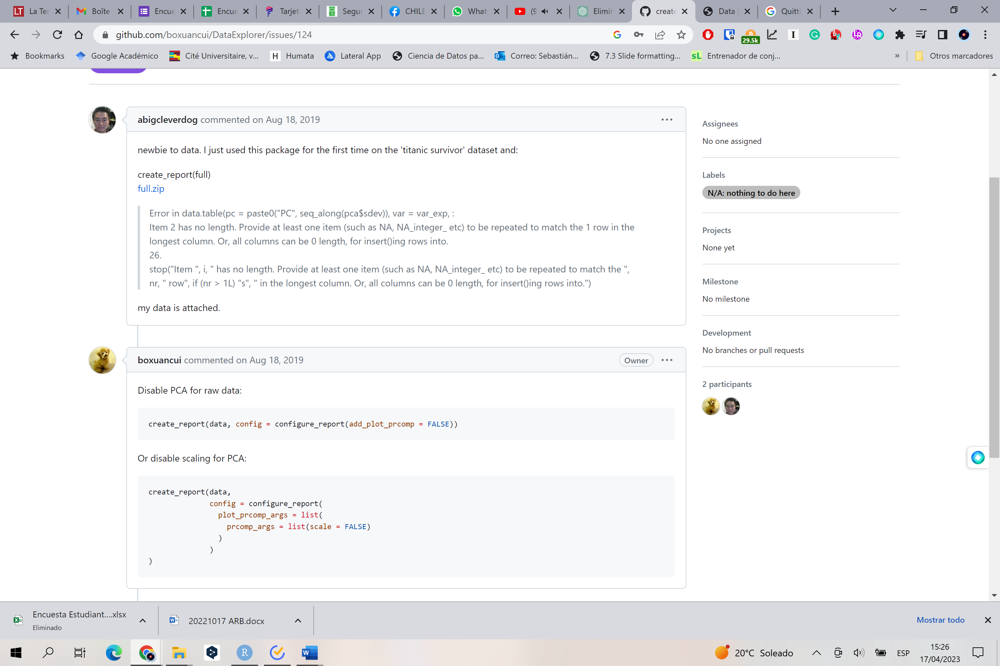 La Ter
Boîte
Encue
Encue
Tarjet
Segur
CHILE
What
(9
Elimin
create
Data
Quitti
github.com/boxuancui/DataExplorer/issues/124
29.5k
Bookmarks
Google Académico
Cité Universitaire, v...
Humata
Lateral App
Ciencia de Datos pa...
Correo: Sebastián...
7.3 Slide formatting...
Entrenador de conj...
»
Otros marcadores
abigcleverdog commented on Aug 18, 2019
newbie to data. I just used this package for the first time on the 'titanic survivor' dataset and:
create_report(full)
full.zip
Error in data.table(pc = paste0("PC", seq_along(pca$sdev)), var = var_exp, :
Item 2 has no length. Provide at least one item (such as NA, NA_integer_ etc) to be repeated to match the 1 row in the
longest column. Or, all columns can be 0 length, for insert()ing rows into.
26.
stop("Item ", i, " has no length. Provide at least one item (such as NA, NA_integer_ etc) to be repeated to match the ",
nr, " row", if (nr > 1L) "s", " in the longest column. Or, all columns can be 0 length, for insert()ing rows into.")
my data is attached.
boxuancui commented on Aug 18, 2019
Owner
Disable PCA for raw data:
create_report(data, config = configure_report(add_plot_prcomp = FALSE))
Or disable scaling for PCA:
create_report(data,
config = configure_report(
plot_prcomp_args = list(
prcomp_args = list(scale = FALSE)
)
)
)
Assignees
No one assigned
Labels
N/A: nothing to do here
Projects
None yet
Milestone
No milestone
Development
No branches or pull requests
2 participants
Encuesta Estudiant....xlsx
Eliminado
20221017 ARB.docx
Mostrar todo
20°C Soleado
ESP
15:26
17/04/2023